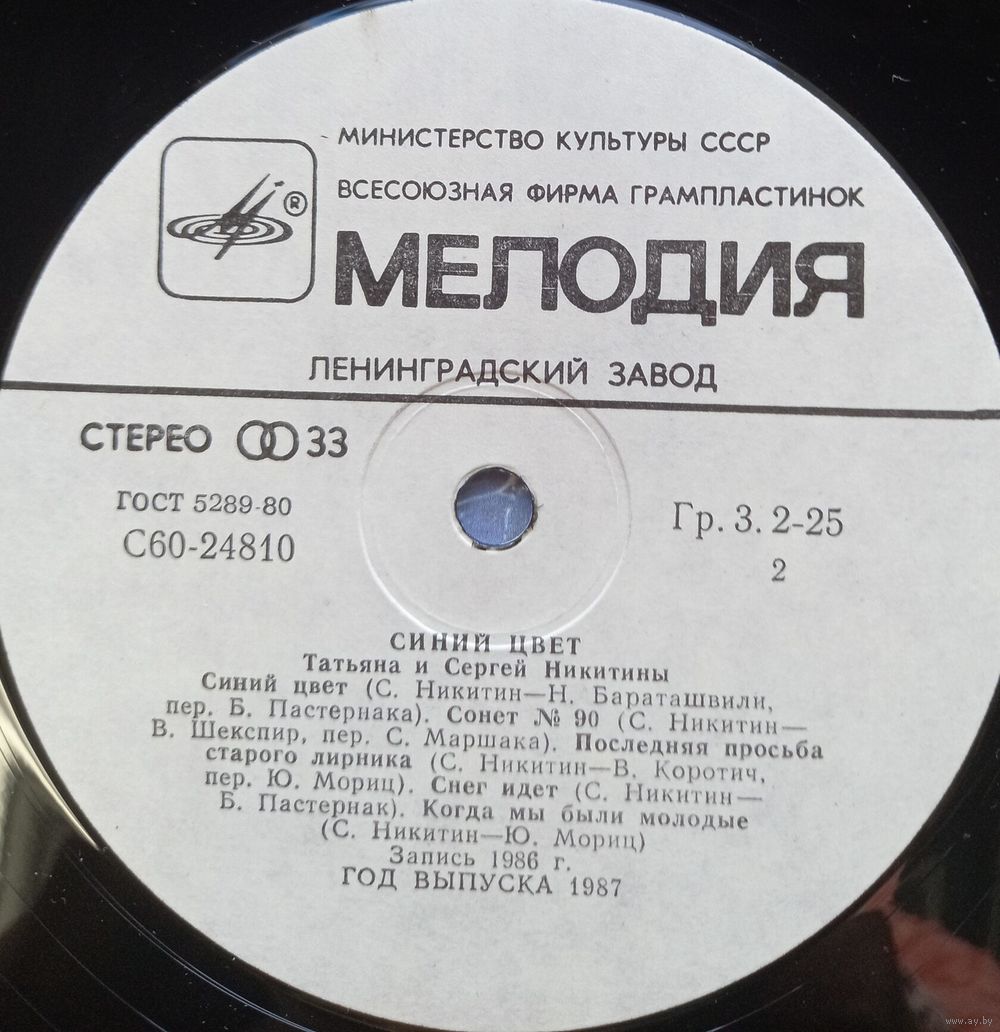 МИНИСТЕРСТВО КУЛЬТУРЫ СССР
ВСЕСОЮЗНАЯ ФИРМА ГРАМПЛАСТИНОК
®
МЕЛОДИЯ
ЛЕНИНГРАДСКИЙ ЗАВОД
СТЕРЕО 33
ГОСТ 5289-80
С60-24810
Гр. 3. 2-25
2
СИНИЙ ЦВЕТ
Татьяна и Сергей Никитины
Синий цвет (С. Никитин—Н. Бараташвили,
пер. Б. Пастернака). Сонет № 90 (С. Никитин—
В. Шекспир, пер. С. Маршака). Последняя просьба
старого лирника (С. Никитин—В. Коротич,
пер. Ю. Мориц). Снег идет (С. Никитин—
Б. Пастернак). Когда мы были молодые
(С. Никитин—Ю. Мориц)
Запись 1986 г.
ГОД ВЫПУСКА 1987
www.ay.by